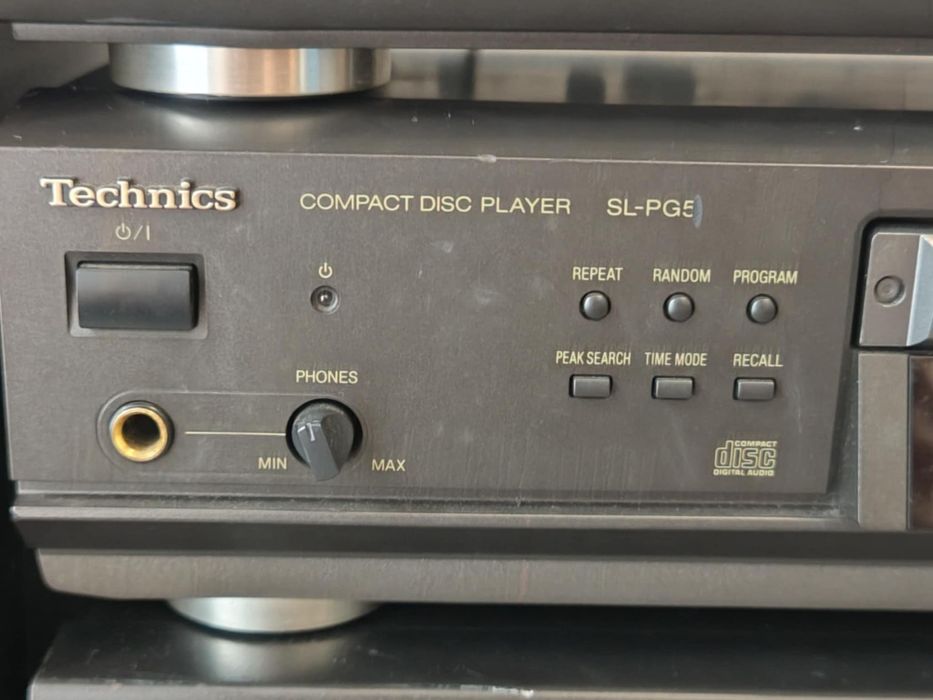 Technics
COMPACT DISC PLAYER SL-PG5
⏻/I
⏻
REPEAT RANDOM PROGRAM
PEAK SEARCH TIME MODE RECALL
PHONES
MIN MAX
COMPACT
disc
DIGITAL AUDIO